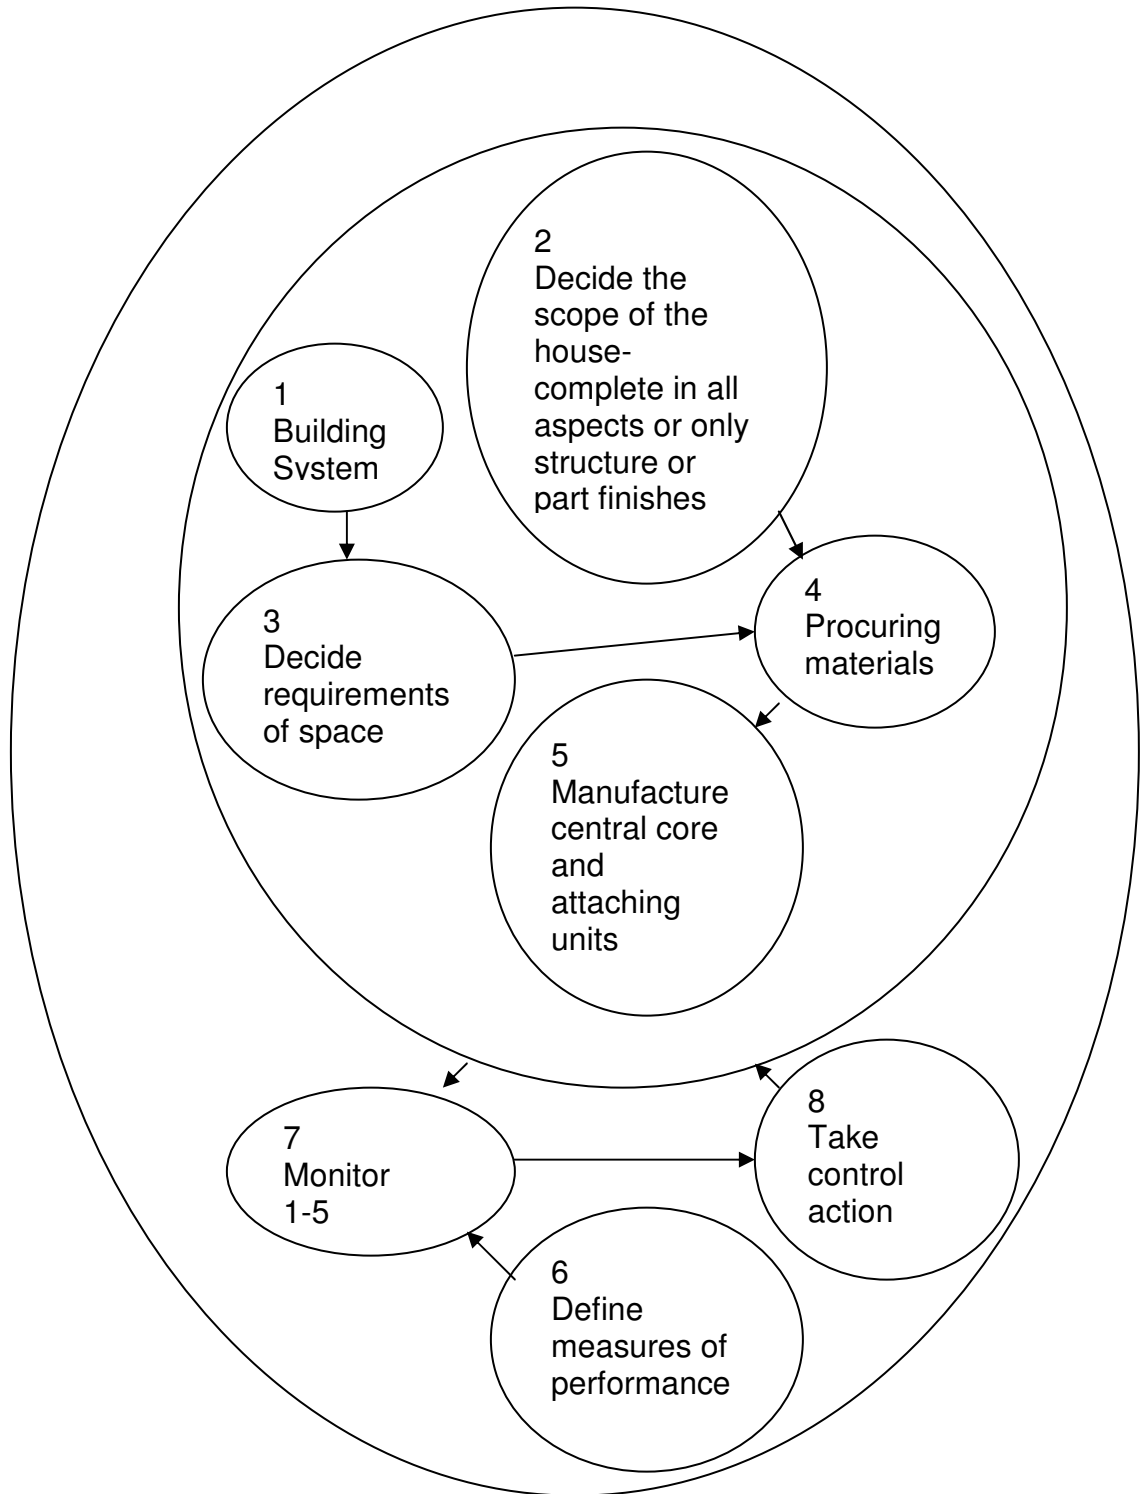 2
Decide the
scope of the
house-
complete in all
aspects or only
structure or
part finishes
1
Building
System
3
Decide
requirements
of space
4
Procuring
materials
5
Manufacture
central core
and
attaching
units
7
Monitor
1-5
8
Take
control
action
6
Define
measures of
performance